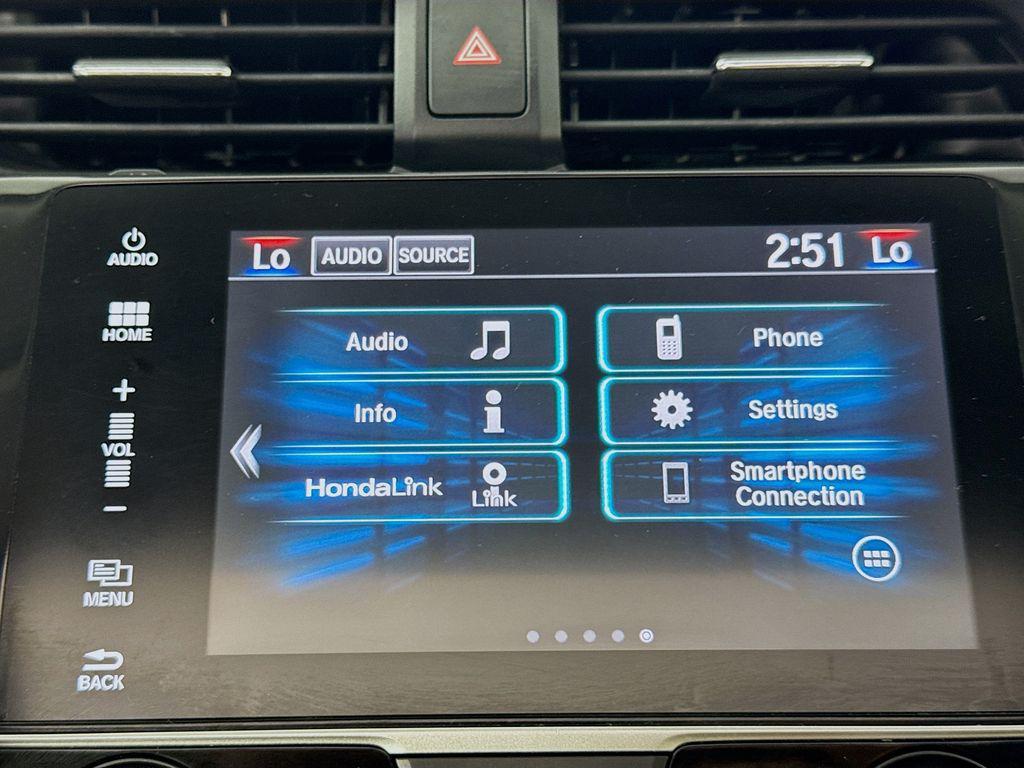 AUDIO
HOME
+
VOL
−
MENU
BACK
Lo AUDIO SOURCE 2:51 Lo
Audio
Phone
Info
Settings
HondaLink
Link
Smartphone
Connection